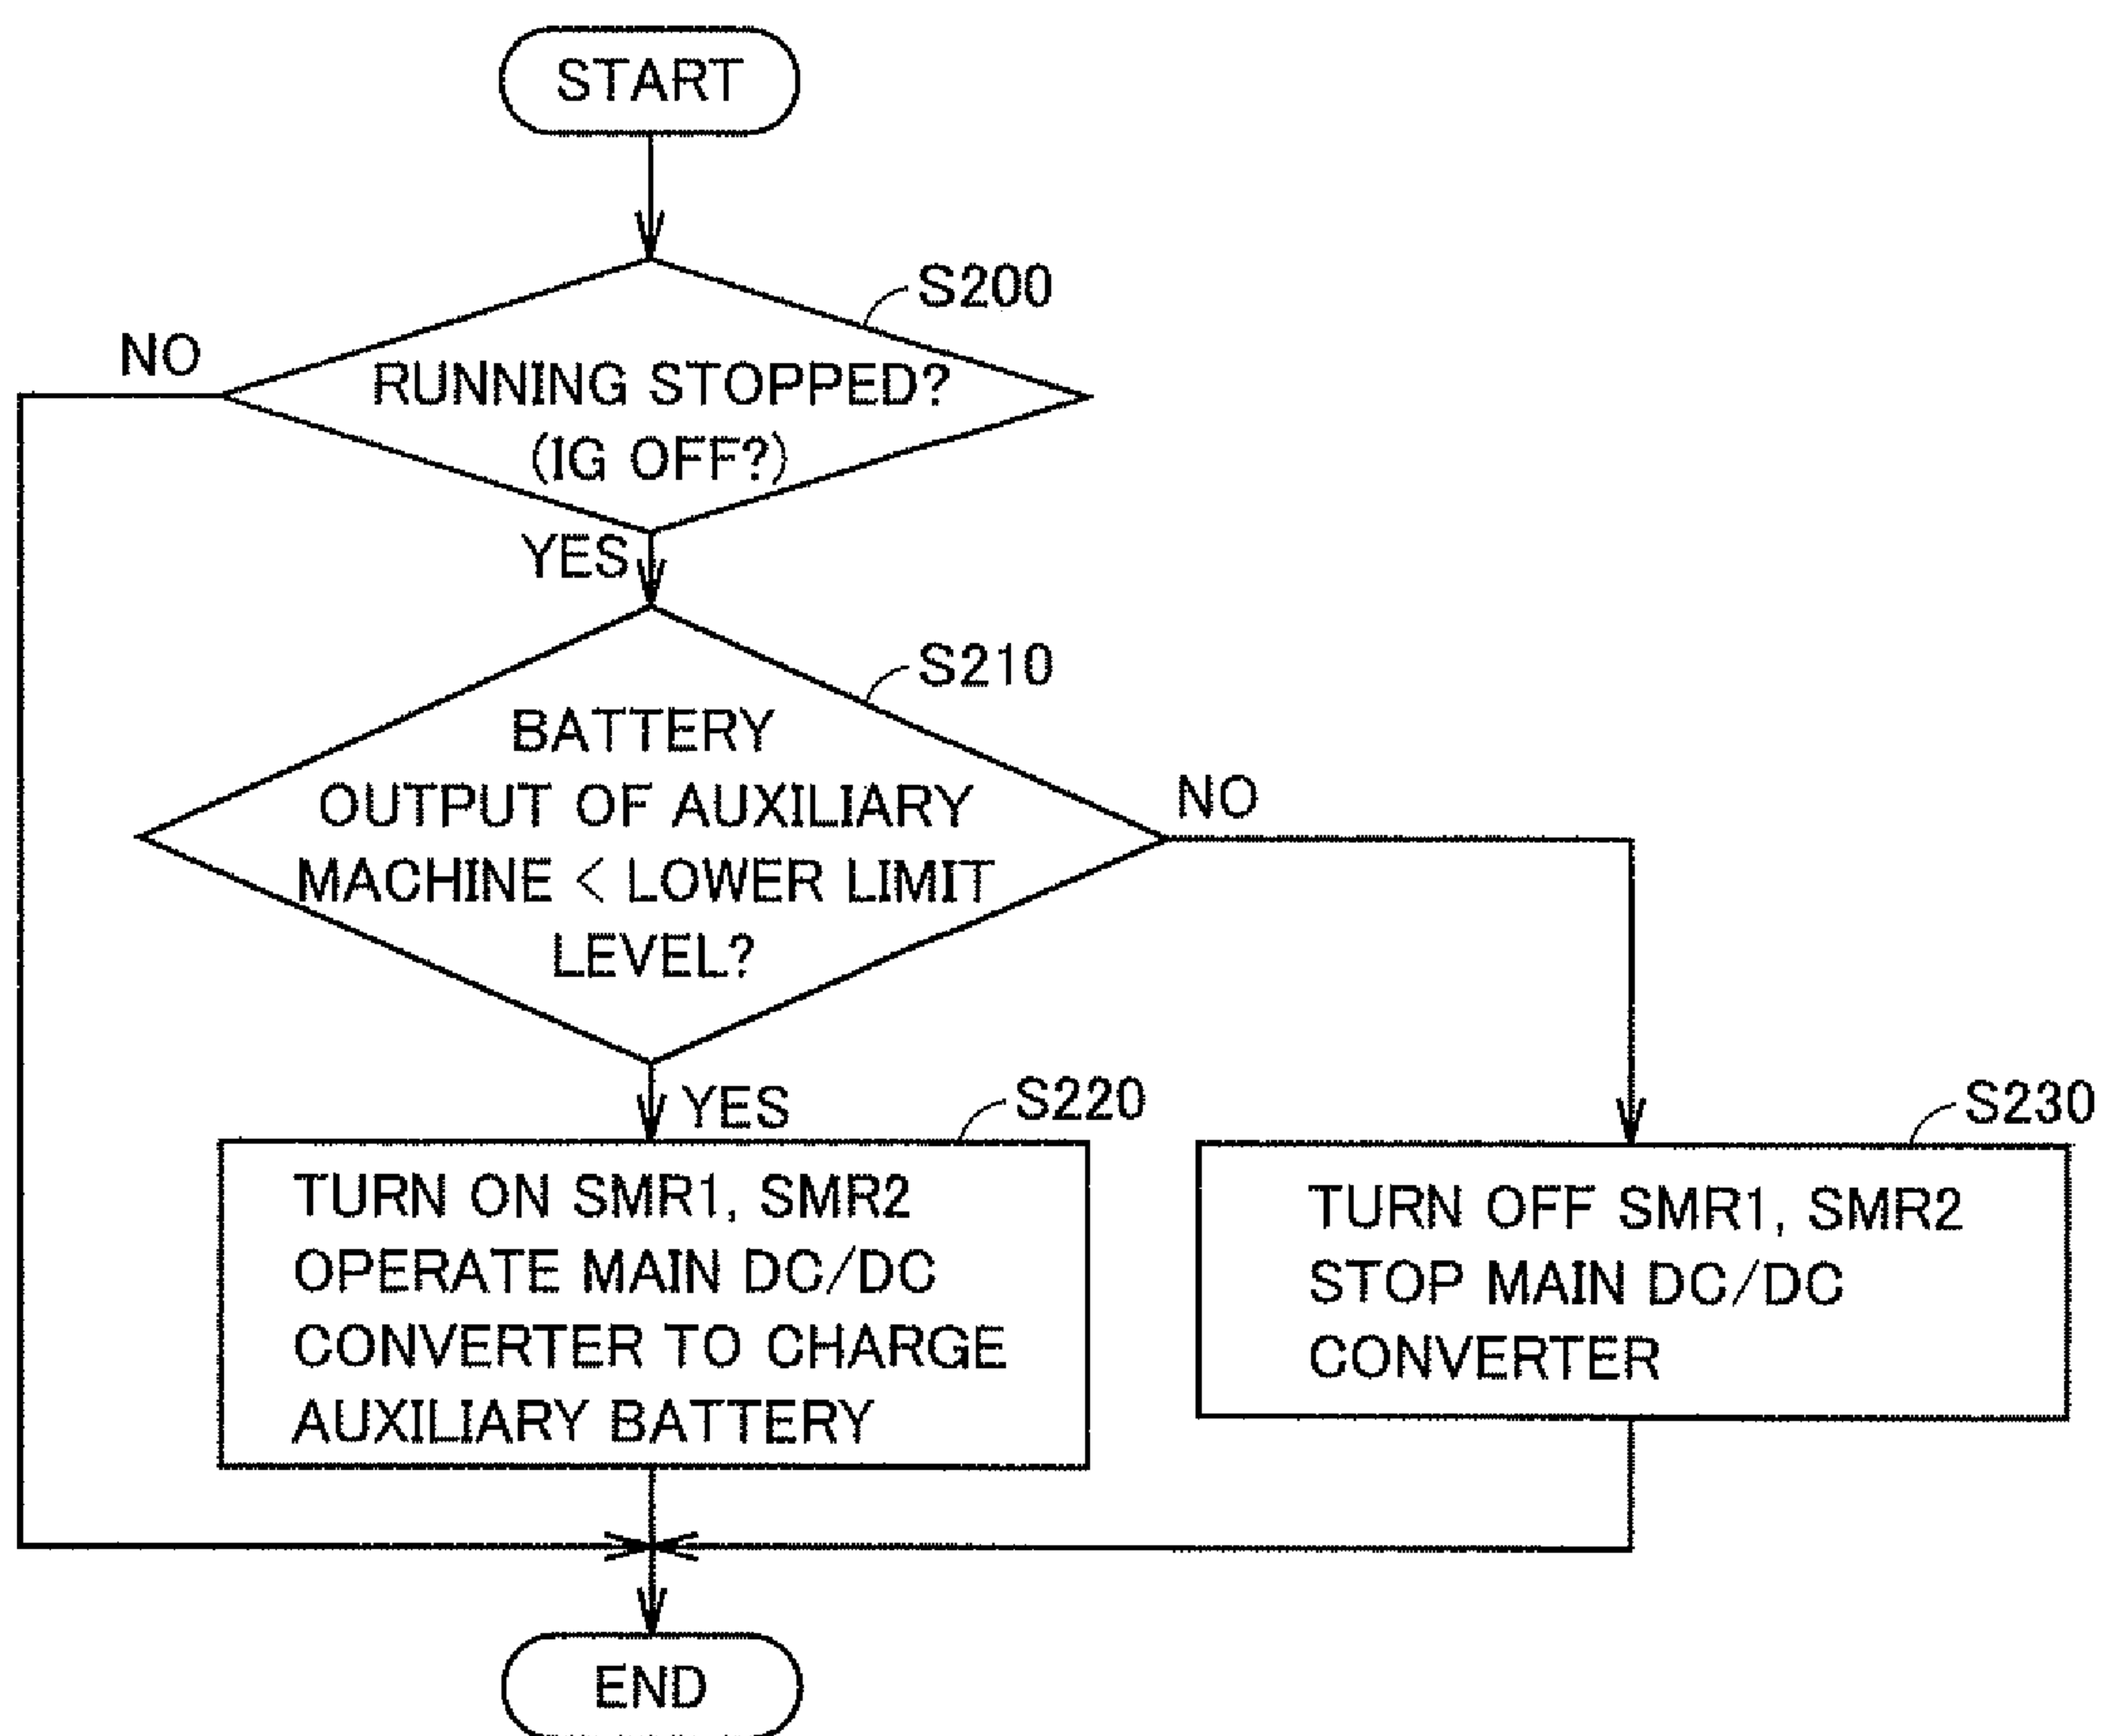 START
S200
NO
RUNNING STOPPED?
(IG OFF?)
YES
S210
BATTERY
OUTPUT OF AUXILIARY
MACHINE < LOWER LIMIT
LEVEL?
NO
YES
S220
TURN ON SMR1, SMR2
OPERATE MAIN DC/DC
CONVERTER TO CHARGE
AUXILIARY BATTERY
S230
TURN OFF SMR1, SMR2
STOP MAIN DC/DC
CONVERTER
END